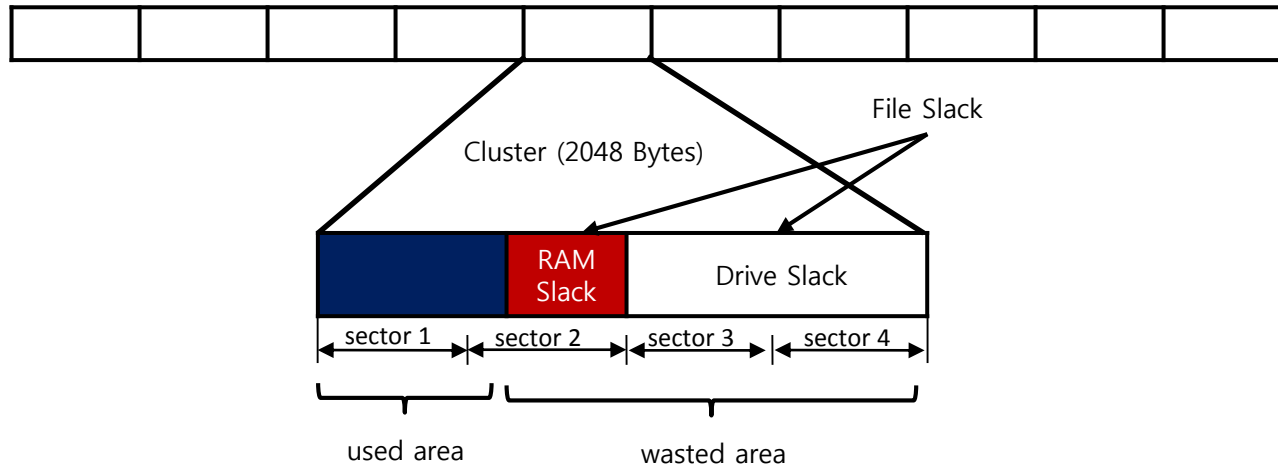 File Slack
Cluster (2048 Bytes)
RAM
Slack
Drive Slack
sector 1
sector 2
sector 3
sector 4
used area
wasted area